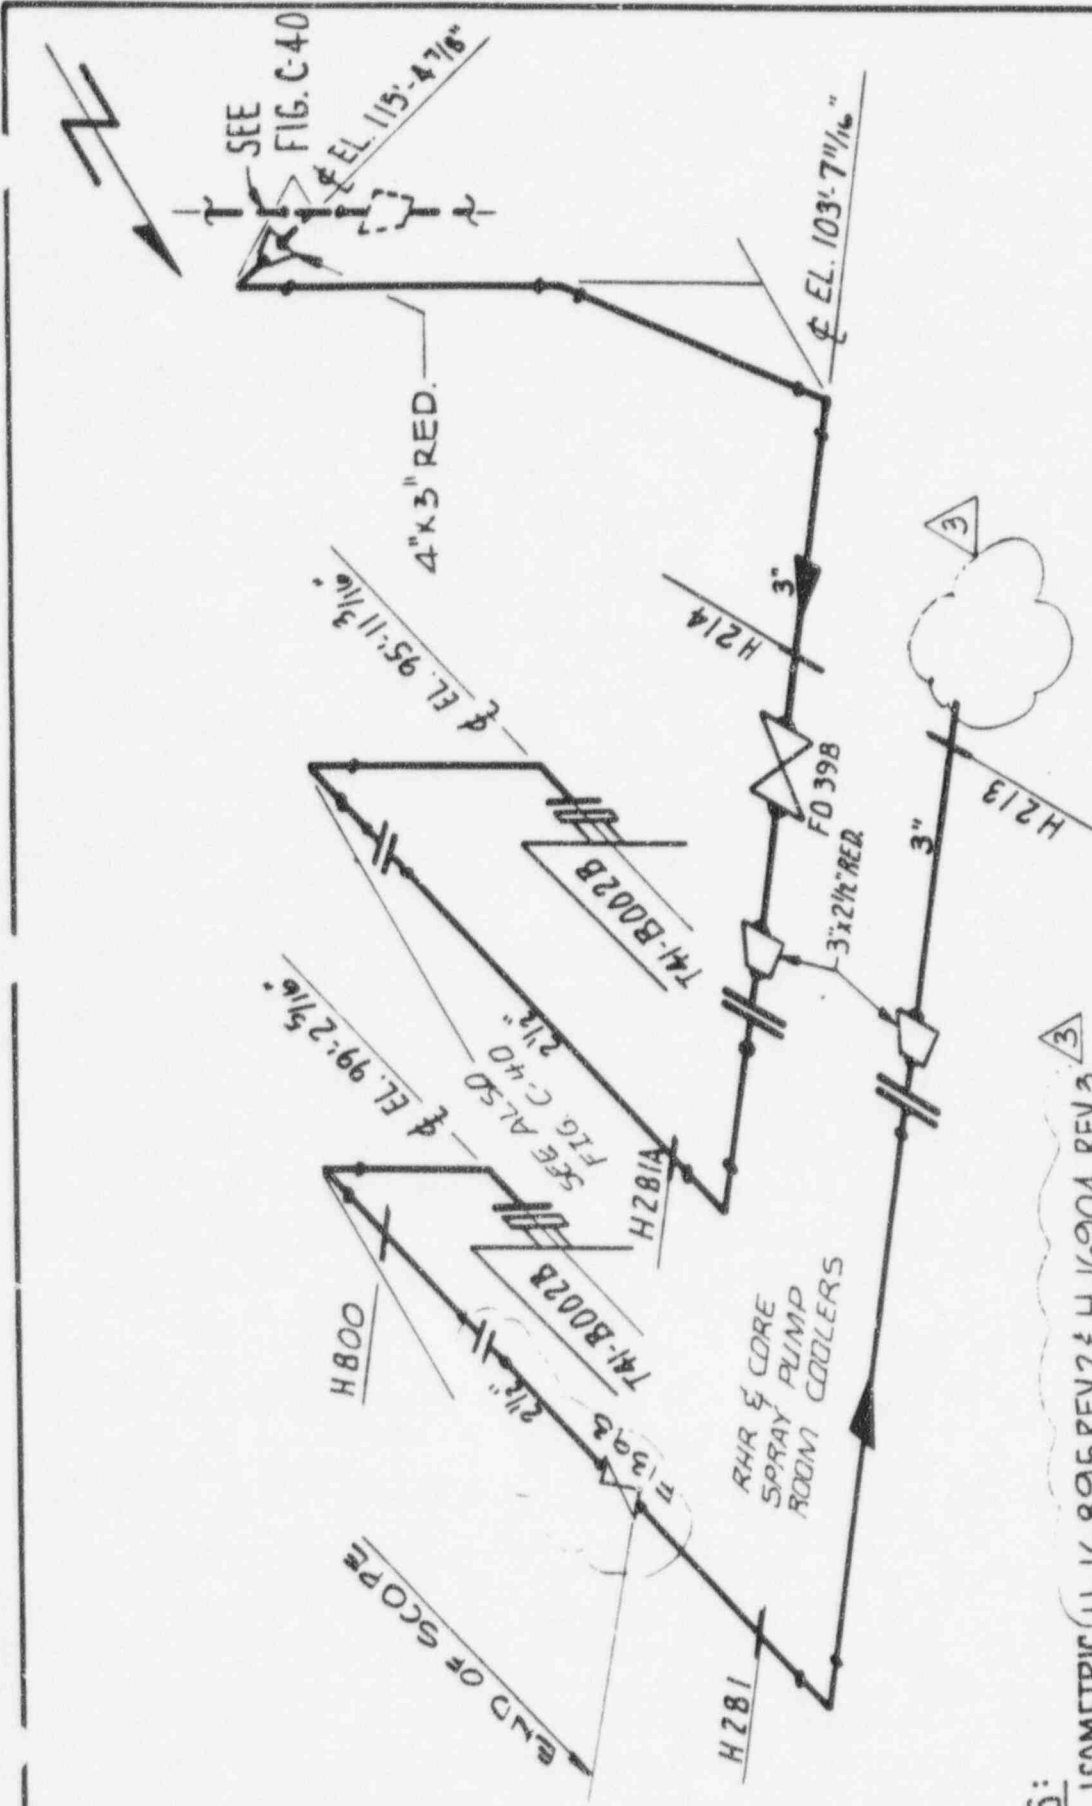 SEE
FIG. C-40
℄ EL. 115'-4 7/8"
4"x3" RED.
℄ EL. 103'-7 11/16"
℄ EL. 95'-11 3/16"
3"
H214
3
FO 39B
3"x2½" RED.
T41-B002B
3"
H213
℄ EL. 99'-2 5/16"
2½"
SEE ALSO
FIG. C-40
H281A
H800
T41-B002B
2½"
RHR & CORE
SPRAY PUMP
ROOM COOLERS
END OF SCOPE
H281
3